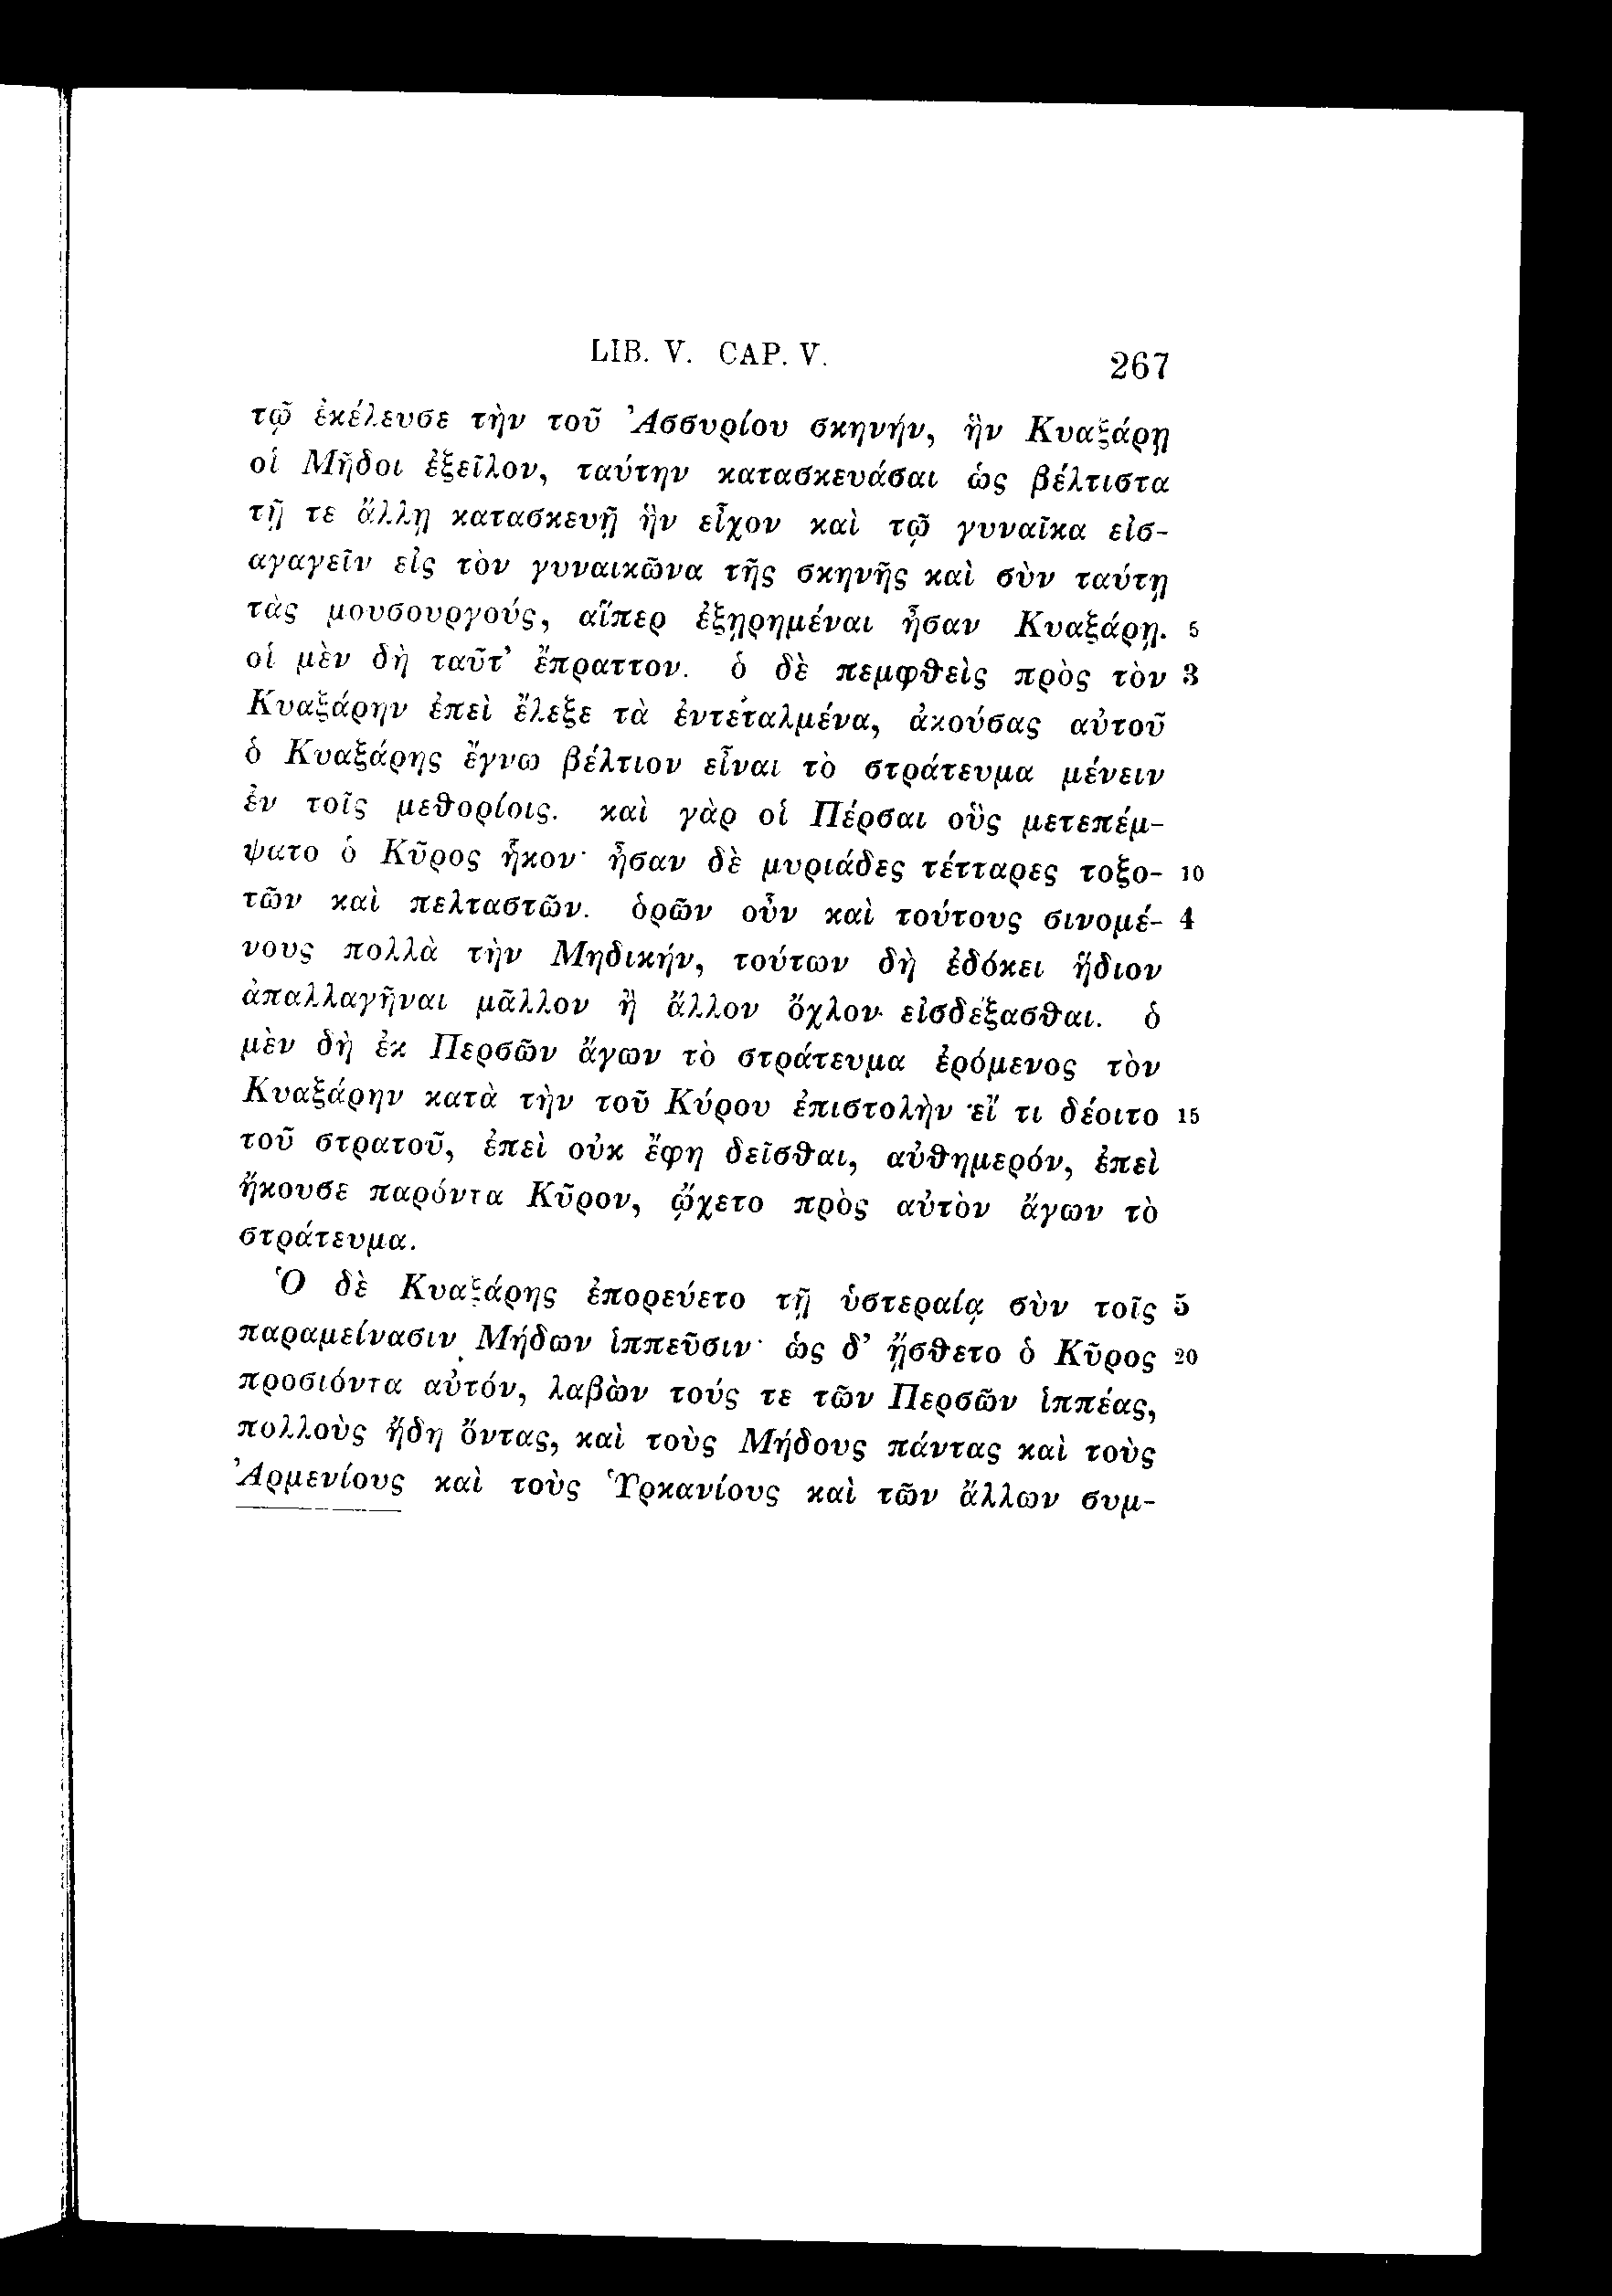 LIB. V. CAP. V. 267
τῷ ἐκέλευσε τὴν τοῦ Ἀσσυρίου σκηνήν, ἣν Κυαξάρῃ
οἱ Μῆδοι ἐξεῖλον, ταύτην κατασκευάσαι ὡς βέλτιστα
τῇ τε ἄλλῃ κατασκευῇ ἣν εἶχον καὶ τῷ γυναῖκα εἰσ-
αγαγεῖν εἰς τὸν γυναικῶνα τῆς σκηνῆς καὶ σὺν ταύτῃ
τὰς μουσουργούς, αἵπερ ἐξῃρημέναι ἦσαν Κυαξάρῃ. 5
οἱ μὲν δὴ ταῦτ’ ἔπραττον. ὁ δὲ πεμφθεὶς πρὸς τὸν 3
Κυαξάρην ἐπεὶ ἔλεξε τὰ ἐντεταλμένα, ἀκούσας αὐτοῦ
ὁ Κυαξάρης ἔγνω βέλτιον εἶναι τὸ στράτευμα μένειν
ἐν τοῖς μεθορίοις. καὶ γὰρ οἱ Πέρσαι οὓς μετεπέμ-
ψατο ὁ Κῦρος ἧκον· ἦσαν δὲ μυριάδες τέτταρες τοξο- 10
τῶν καὶ πελταστῶν. ὁρῶν οὖν καὶ τούτους σινομέ- 4
νους πολλὰ τὴν Μηδικήν, τούτων δὴ ἐδόκει ἥδιον
ἀπαλλαγῆναι μᾶλλον ἢ ἄλλον ὄχλον εἰσδέξασθαι. ὁ
μὲν δὴ ἐκ Περσῶν ἄγων τὸ στράτευμα ἐρόμενος τὸν
Κυαξάρην κατὰ τὴν τοῦ Κύρου ἐπιστολὴν εἴ τι δέοιτο 15
τοῦ στρατοῦ, ἐπεὶ οὐκ ἔφη δεῖσθαι, αὐθημερόν, ἐπεὶ
ἤκουσε παρόντα Κῦρον, ᾤχετο πρὸς αὐτὸν ἄγων τὸ
στράτευμα.
Ὁ δὲ Κυαξάρης ἐπορεύετο τῇ ὑστεραίᾳ σὺν τοῖς 5
παραμείνασιν Μήδων ἱππεῦσιν· ὡς δ’ ᾔσθετο ὁ Κῦρος 20
προσιόντα αὐτόν, λαβὼν τούς τε τῶν Περσῶν ἱππέας,
πολλοὺς ἤδη ὄντας, καὶ τοὺς Μήδους πάντας καὶ τοὺς
Ἀρμενίους καὶ τοὺς Ὑρκανίους καὶ τῶν ἄλλων συμ-